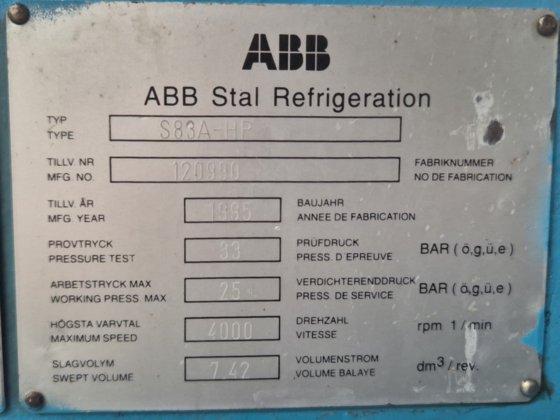 ABB
ABB Stal Refrigeration
TYP
TYPE
S83A-HP
TILLV. NR
MFG. NO.
120990
FABRIKNUMMER
NO DE FABRICATION
TILLV. ÅR
MFG. YEAR
1995
BAUJAHR
ANNEE DE FABRICATION
PROVTRYCK
PRESSURE TEST
33
PRÜFDRUCK
PRESS. D EPREUVE
BAR (ö,g,ü,e)
ARBETSTRYCK MAX
WORKING PRESS. MAX
25
VERDICHTERENDDRUCK
PRESS. DE SERVICE
BAR (ö,g,ü,e)
HÖGSTA VARVTAL
MAXIMUM SPEED
4000
DREHZAHL
VITESSE
rpm 1/min
SLAGVOLYM
SWEPT VOLUME
7.42
VOLUMENSTROM
VOLUME BALAYE
dm³/rev.